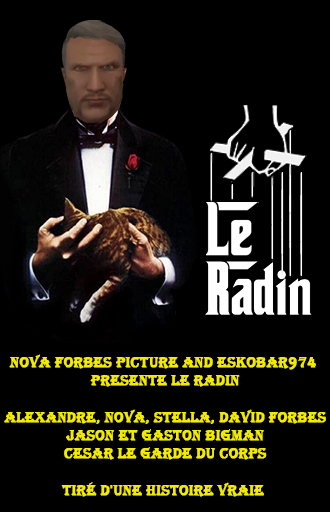 Le
Radin
NOVA FORBES PICTURE AND ESKOBAR974
PRESENTE LE RADIN
ALEXANDRE, NOVA, STELLA, DAVID FORBES
JASON ET GASTON BIGMAN
CESAR LE GARDE DU CORPS
TIRÉ D'UNE HISTOIRE VRAIE